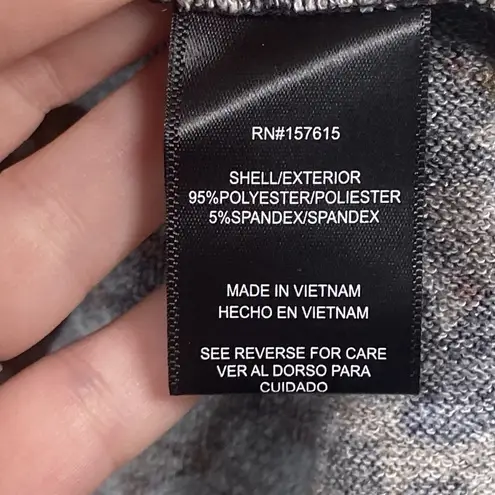 RN#157615
SHELL/EXTERIOR
95%POLYESTER/POLIESTER
5%SPANDEX/SPANDEX
MADE IN VIETNAM
HECHO EN VIETNAM
SEE REVERSE FOR CARE
VER AL DORSO PARA
CUIDADO